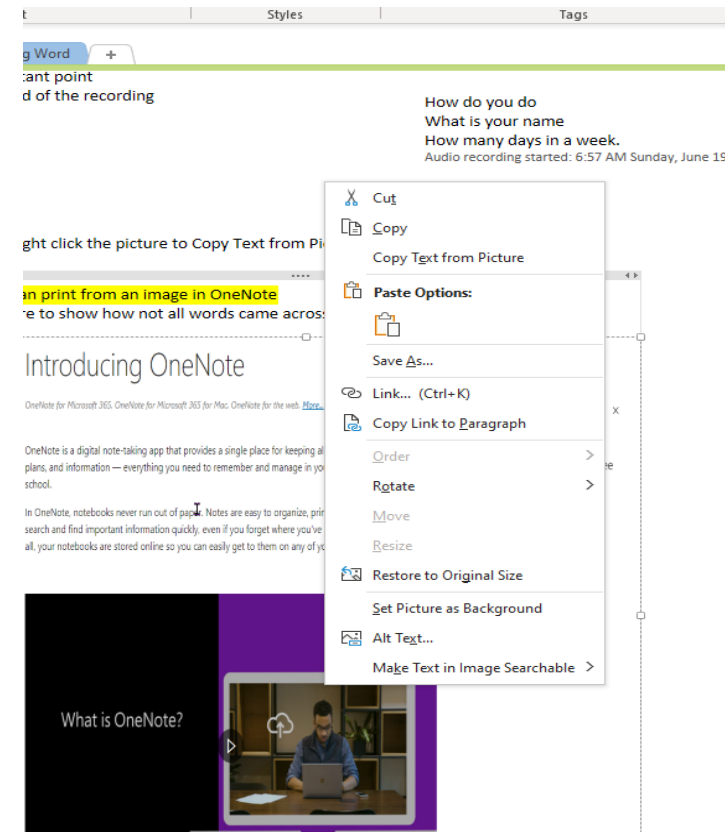 t Styles Tags
g Word +
tant point
d of the recording
How do you do
What is your name
How many days in a week.
Audio recording started: 6:57 AM Sunday, June 19
ght click the picture to Copy Text from Pi
an print from an image in OneNote
re to show how not all words came across
Introducing OneNote
OneNote for Microsoft 365, OneNote for Microsoft 365 for Mac, OneNote for the web, More...
OneNote is a digital note-taking app that provides a single place for keeping al
plans, and information — everything you need to remember and manage in yo
school.
In OneNote, notebooks never run out of paper. Notes are easy to organize, prin
search and find important information quickly, even if you forget where you've
all, your notebooks are stored online so you can easily get to them on any of yo
x
ee
What is OneNote?
Cut
Copy
Copy Text from Picture
Paste Options:
Save As...
Link... (Ctrl+K)
Copy Link to Paragraph
Order >
Rotate >
Move
Resize
Restore to Original Size
Set Picture as Background
Alt Text...
Make Text in Image Searchable >